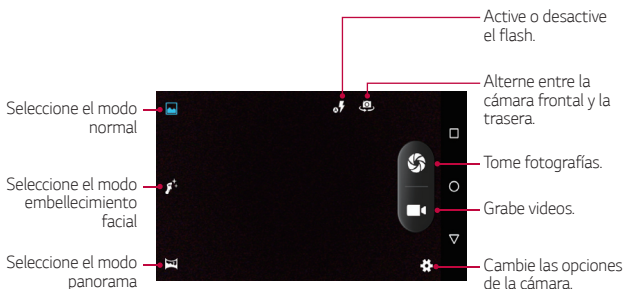 Active o desactive
el flash.
Alterne entre la
cámara frontal y la
trasera.
Seleccione el modo
normal
Tome fotografías.
Seleccione el modo
embellecimiento
facial
Grabe videos.
Seleccione el modo
panorama
Cambie las opciones
de la cámara.